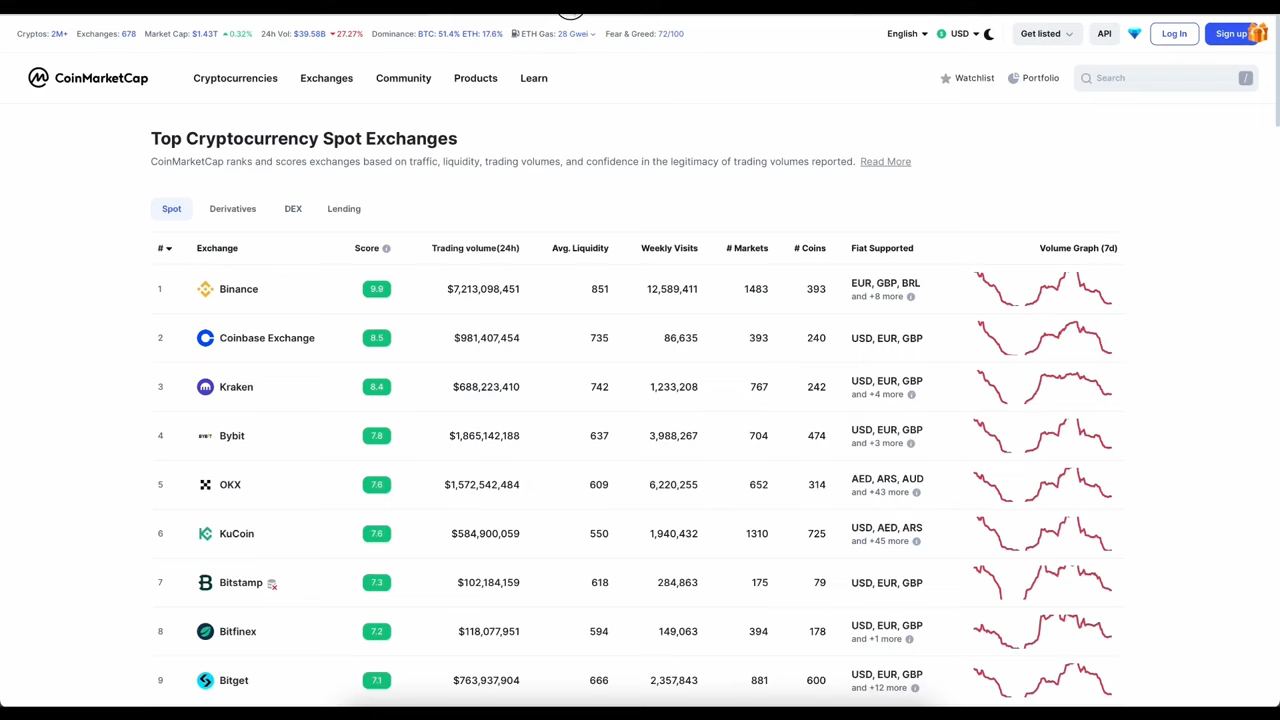 Cryptos: 2M+ Exchanges: 678 Market Cap: $1.43T 0.32% 24h Vol: $39.58B 27.27% Dominance: BTC: 51.4% ETH: 17.6% ETH Gas: 28 Gwei Fear & Greed: 72/100 English USD Get listed API Log In Sign up
CoinMarketCap Cryptocurrencies Exchanges Community Products Learn Watchlist Portfolio Search /
Top Cryptocurrency Spot Exchanges
CoinMarketCap ranks and scores exchanges based on traffic, liquidity, trading volumes, and confidence in the legitimacy of trading volumes reported. Read More
Spot Derivatives DEX Lending
# Exchange Score Trading volume(24h) Avg. Liquidity Weekly Visits # Markets # Coins Fiat Supported Volume Graph (7d)
1 Binance 9.9 $7,213,098,451 851 12,589,411 1483 393 EUR, GBP, BRL
and +8 more
2 Coinbase Exchange 8.5 $981,407,454 735 86,635 393 240 USD, EUR, GBP
3 Kraken 8.4 $688,223,410 742 1,233,208 767 242 USD, EUR, GBP
and +4 more
4 BYBIT Bybit 7.8 $1,865,142,188 637 3,988,267 704 474 USD, EUR, GBP
and +3 more
5 OKX 7.6 $1,572,542,484 609 6,220,255 652 314 AED, ARS, AUD
and +43 more
6 KuCoin 7.6 $584,900,059 550 1,940,432 1310 725 USD, AED, ARS
and +45 more
7 Bitstamp 7.3 $102,184,159 618 284,863 175 79 USD, EUR, GBP
8 Bitfinex 7.2 $118,077,951 594 149,063 394 178 USD, EUR, GBP
and +1 more
9 Bitget 7.1 $763,937,904 666 2,357,843 881 600 USD, EUR, GBP
and +12 more